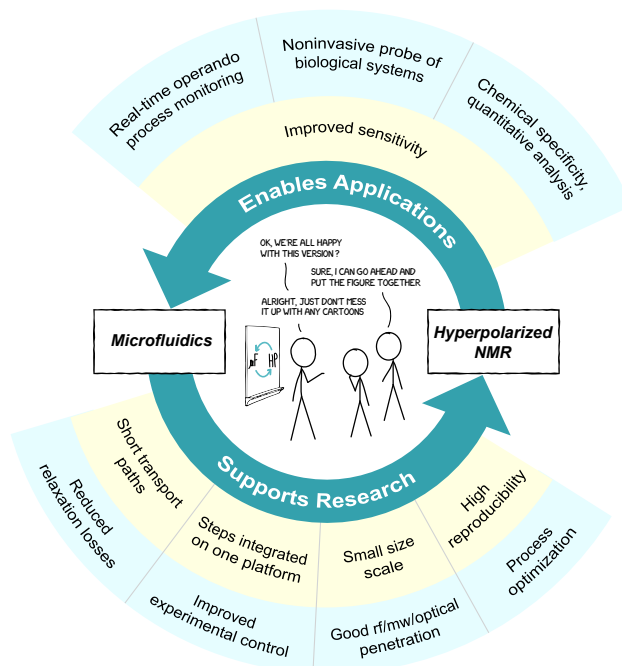 Real-time operando
process monitoring
Noninvasive probe of
biological systems
Chemical specificity,
quantitative analysis
Improved sensitivity
Enables Applications
OK, WE'RE ALL HAPPY
WITH THIS VERSION?
SURE, I CAN GO AHEAD AND
PUT THE FIGURE TOGETHER
ALRIGHT, JUST DON'T MESS
IT UP WITH ANY CARTOONS
Microfluidics
µF HP
Hyperpolarized
NMR
Supports Research
Short transport
paths
Steps integrated
on one platform
Small size
scale
High
reproducibility
Reduced
relaxation losses
Improved
experimental control
Good rf/mw/optical
penetration
Process
optimization